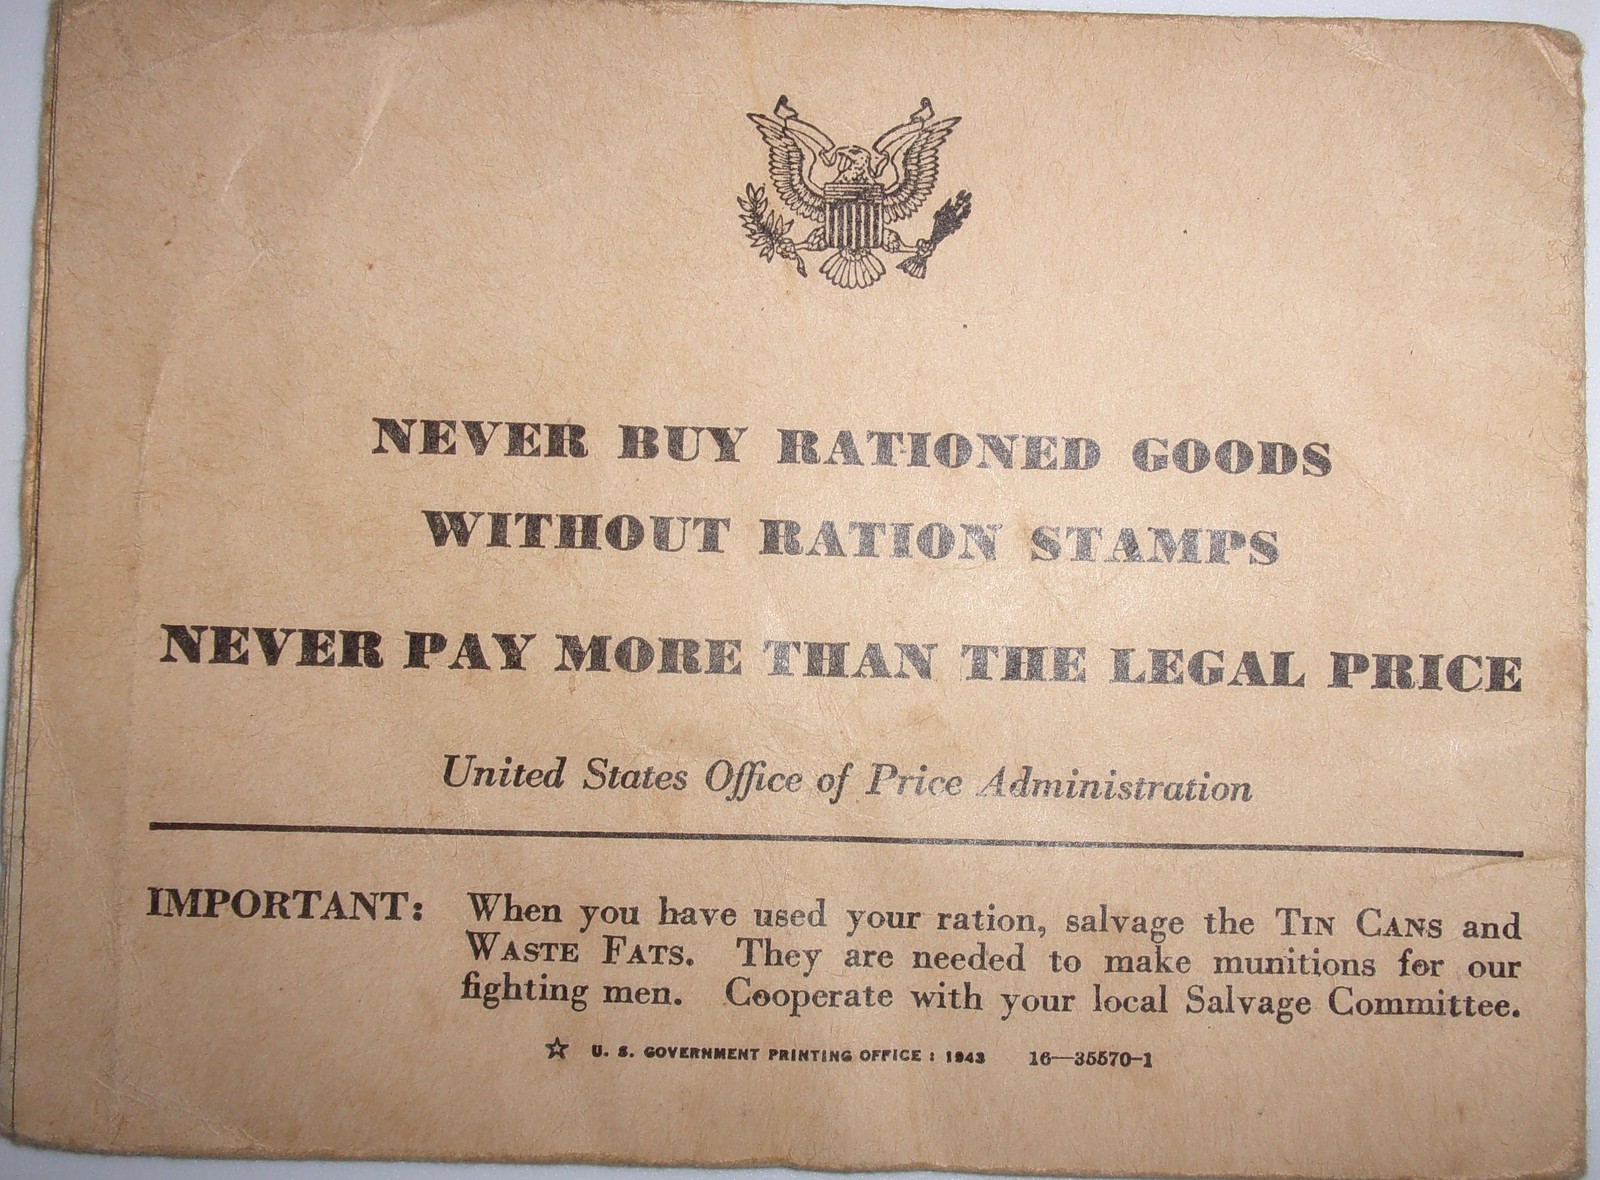 NEVER BUY RATIONED GOODS
WITHOUT RATION STAMPS
NEVER PAY MORE THAN THE LEGAL PRICE
United States Office of Price Administration
IMPORTANT: When you have used your ration, salvage the TIN CANS and
WASTE FATS. They are needed to make munitions for our
fighting men. Cooperate with your local Salvage Committee.
☆ U. S. GOVERNMENT PRINTING OFFICE : 1943 16—35570-1